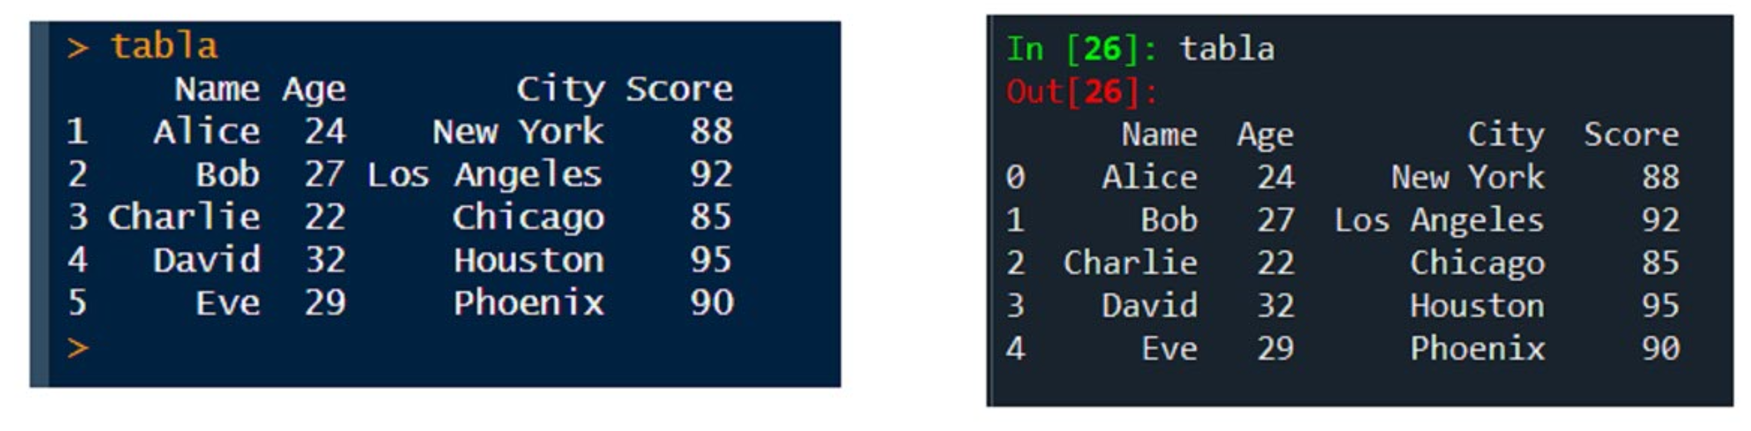 > tabla
Name Age City Score
1 Alice 24 New York 88
2 Bob 27 Los Angeles 92
3 Charlie 22 Chicago 85
4 David 32 Houston 95
5 Eve 29 Phoenix 90
>
In [26]: tabla
Out[26]:
Name Age City Score
0 Alice 24 New York 88
1 Bob 27 Los Angeles 92
2 Charlie 22 Chicago 85
3 David 32 Houston 95
4 Eve 29 Phoenix 90